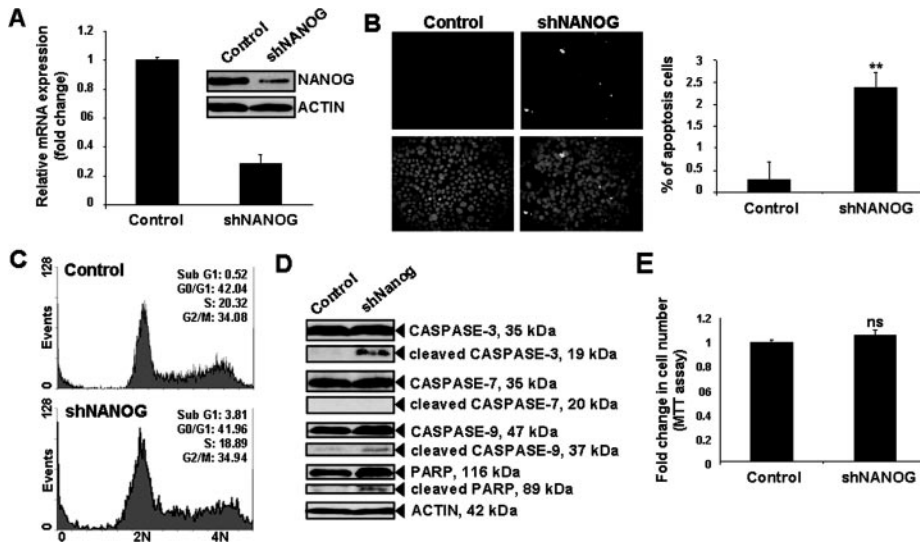 A
Relative mRNA expression
(fold change)
1.2
1
08
0.6
0.4
0.2
0
Control
shNANOG
Control
shNANOG
NANOG
ACTIN
B
Control
shNANOG
% of apoptosis cells
3
2.5
2
1.5
1
0.5
0
**
Control
shNANOG
C
Control
128
Events
0
Sub G1: 0.52
G0/G1: 42.04
S: 20.32
G2/M: 34.08
shNANOG
128
Events
0
Sub G1: 3.81
G0/G1: 41.96
S: 18.89
G2/M: 34.94
0
2N
4N
D
Control
shNanog
CASPASE-3, 35 kDa
cleaved CASPASE-3, 19 kDa
CASPASE-7, 35 kDa
cleaved CASPASE-7, 20 kDa
CASPASE-9, 47 kDa
cleaved CASPASE-9, 37 kDa
PARP, 116 kDa
cleaved PARP, 89 kDa
ACTIN, 42 kDa
E
Fold change in cell number
(MTT assay)
1.2
1
08
0.6
0.4
0.2
0
ns
Control
shNANOG